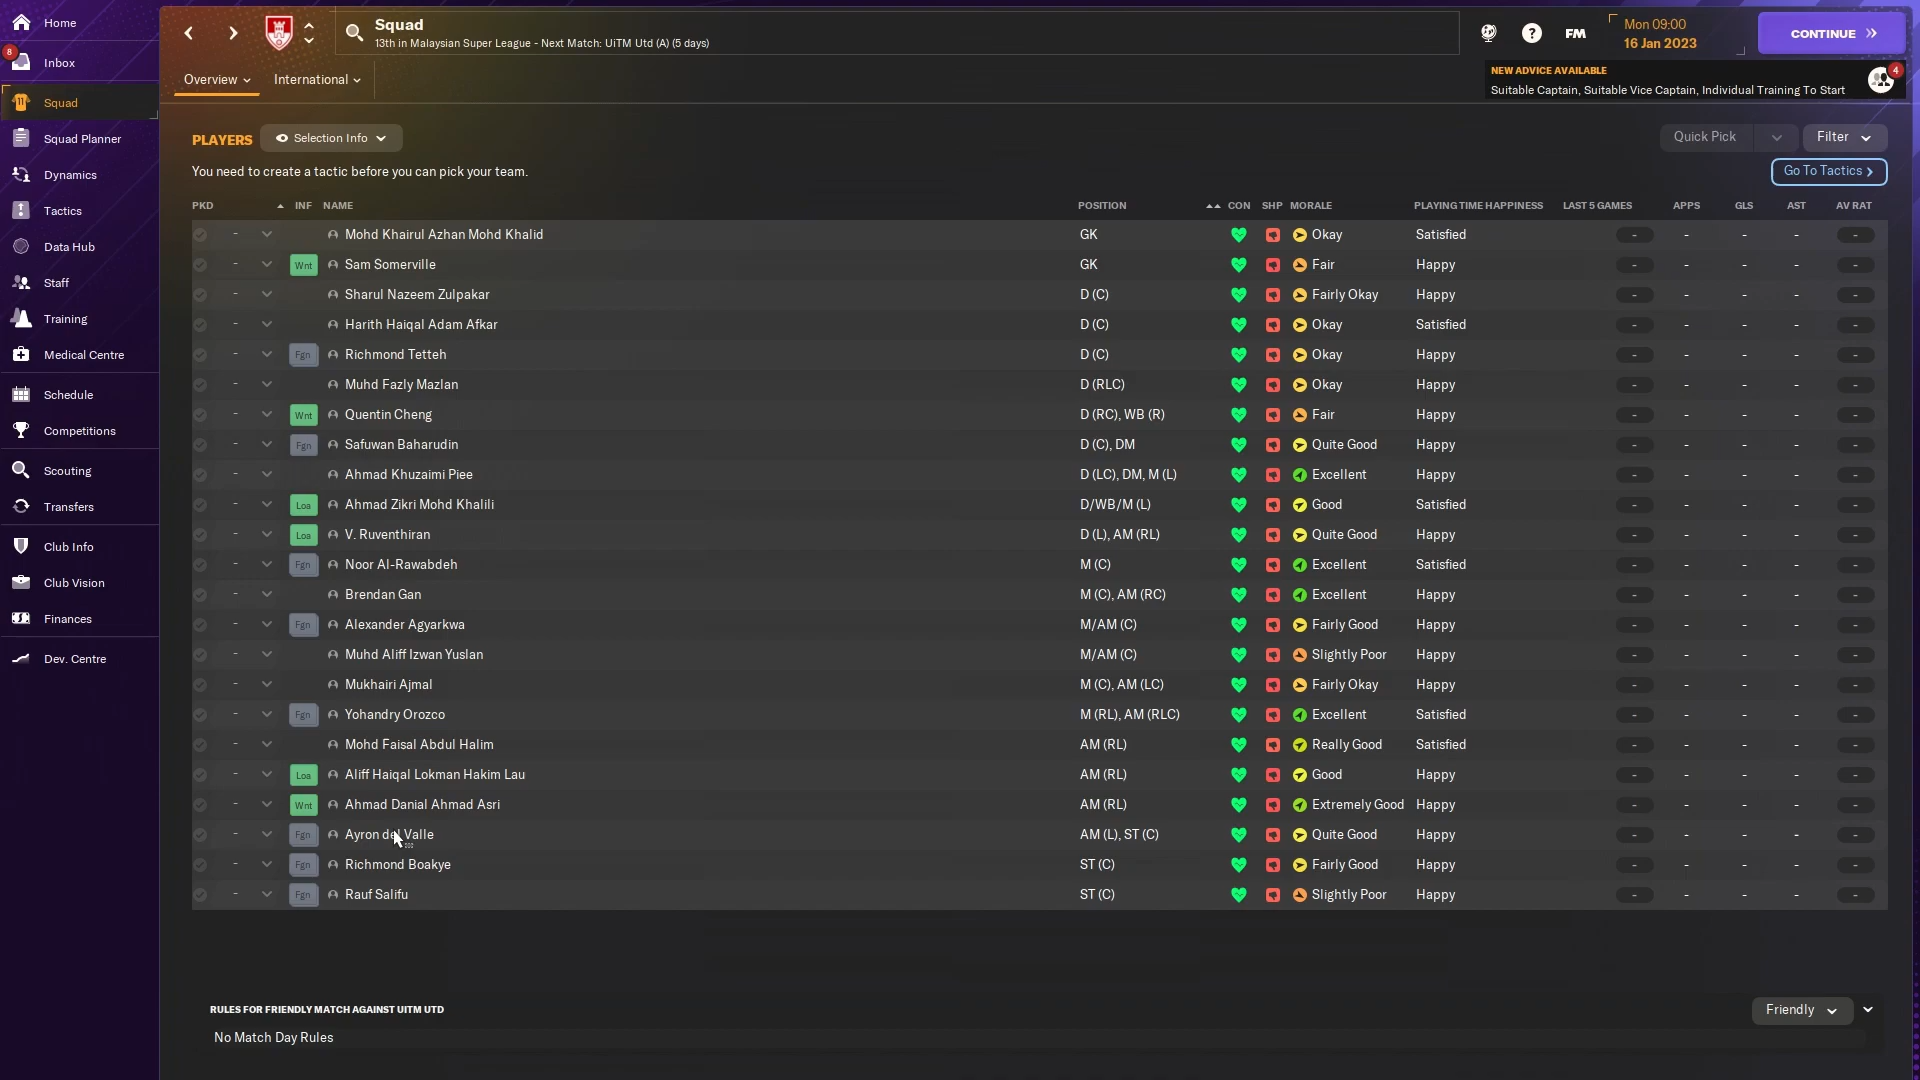 Home
8
Inbox
Squad
Squad Planner
Dynamics
Tactics
Data Hub
Staff
Training
Medical Centre
Schedule
Competitions
Scouting
Transfers
Club Info
Club Vision
Finances
Dev. Centre
Squad
13th in Malaysian Super League - Next Match: UiTM Utd (A) (5 days)
? FM
Mon 09:00
16 Jan 2023
CONTINUE
Overview International
NEW ADVICE AVAILABLE
Suitable Captain, Suitable Vice Captain, Individual Training To Start
4
PLAYERS Selection Info
Quick Pick Filter
You need to create a tactic before you can pick your team.
Go To Tactics
PKD INF NAME POSITION CON SHP MORALE PLAYING TIME HAPPINESS LAST 5 GAMES APPS GLS AST AV RAT
- Mohd Khairul Azhan Mohd Khalid GK Okay Satisfied - - - - -
- Wnt Sam Somerville GK Fair Happy - - - - -
- Sharul Nazeem Zulpakar D (C) Fairly Okay Happy - - - - -
- Harith Haiqal Adam Afkar D (C) Okay Satisfied - - - - -
- Fgn Richmond Tetteh D (C) Okay Happy - - - - -
- Muhd Fazly Mazlan D (RLC) Okay Happy - - - - -
- Wnt Quentin Cheng D (RC), WB (R) Fair Happy - - - - -
- Fgn Safuwan Baharudin D (C), DM Quite Good Happy - - - - -
- Ahmad Khuzaimi Piee D (LC), DM, M (L) Excellent Happy - - - - -
- Loa Ahmad Zikri Mohd Khalili D/WB/M (L) Good Satisfied - - - - -
- Loa V. Ruventhiran D (L), AM (RL) Quite Good Happy - - - - -
- Fgn Noor Al-Rawabdeh M (C) Excellent Satisfied - - - - -
- Brendan Gan M (C), AM (RC) Excellent Happy - - - - -
- Fgn Alexander Agyarkwa M/AM (C) Fairly Good Happy - - - - -
- Muhd Aliff Izwan Yuslan M/AM (C) Slightly Poor Happy - - - - -
- Mukhairi Ajmal M (C), AM (LC) Fairly Okay Happy - - - - -
- Fgn Yohandry Orozco M (RL), AM (RLC) Excellent Satisfied - - - - -
- Mohd Faisal Abdul Halim AM (RL) Really Good Satisfied - - - - -
- Loa Aliff Haiqal Lokman Hakim Lau AM (RL) Good Happy - - - - -
- Wnt Ahmad Danial Ahmad Asri AM (RL) Extremely Good Happy - - - - -
- Fgn Ayron del Valle AM (L), ST (C) Quite Good Happy - - - - -
- Fgn Richmond Boakye ST (C) Fairly Good Happy - - - - -
- Fgn Rauf Salifu ST (C) Slightly Poor Happy - - - - -
RULES FOR FRIENDLY MATCH AGAINST UITM UTD
Friendly
No Match Day Rules